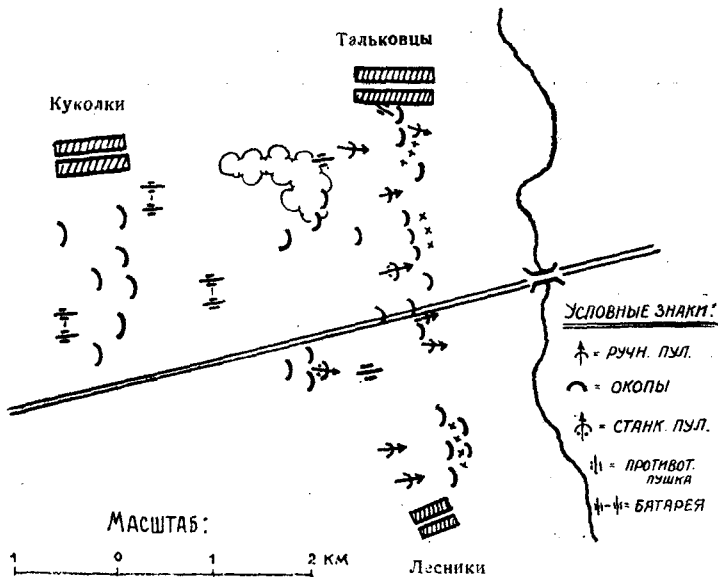 Тальковцы
Куколки
УСЛОВНЫЕ ЗНАКИ:
= РУЧН. ПУЛ.
= ОКОПЫ
= СТАНК. ПУЛ.
= ПРОТИВОТ.
ПУШКА
= БАТАРЕЯ
МАСШТАБ:
1 0 1 2 КМ
Лесники